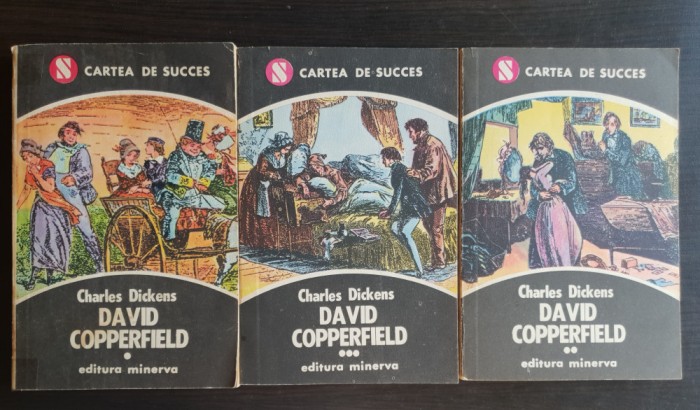 S CARTEA DE SUCCES
Charles Dickens
DAVID
COPPERFIELD
*
editura minerva
S CARTEA DE SUCCES
Charles Dickens
DAVID
COPPERFIELD
***
editura minerva
S CARTEA DE SUCCES
Charles Dickens
DAVID
COPPERFIELD
**
editura minerva